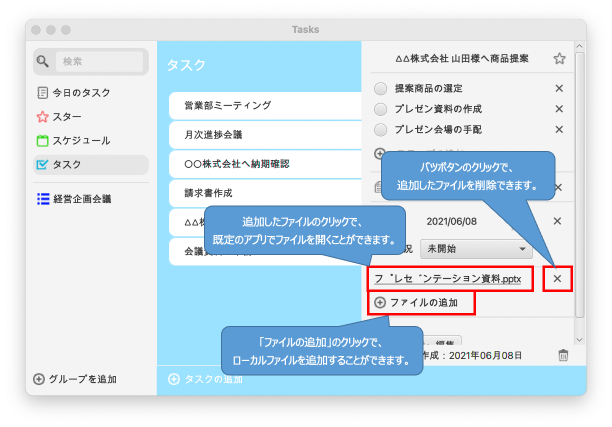 Tasks
検索
今日のタスク
スター
スケジュール
タスク
経営企画会議
グループを追加
タスク
営業部ミーティング
月次進捗会議
〇〇株式会社へ納期確認
請求書作成
△△株
会議資
タスクの追加
△△株式会社 山田様へ商品提案
提案商品の選定
プレゼン資料の作成
プレゼン会場の手配
バツボタンのクリックで、
追加したファイルを削除できます。
追加したファイルのクリックで、
既定のアプリでファイルを開くことができます。
2021/06/08
況 未開始
プレゼンテーション資料.pptx
ファイルの追加
「ファイルの追加」のクリックで、
ローカルファイルを追加することができます。
編集
作成：2021年06月08日